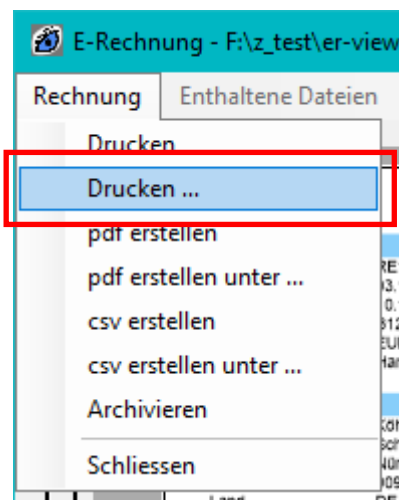 E-Rechnung - F:\z_test\er-view
Rechnung Enthaltene Dateien
Drucken
Drucken ...
pdf erstellen
pdf erstellen unter ...
csv erstellen
csv erstellen unter ...
Archivieren
Schliessen